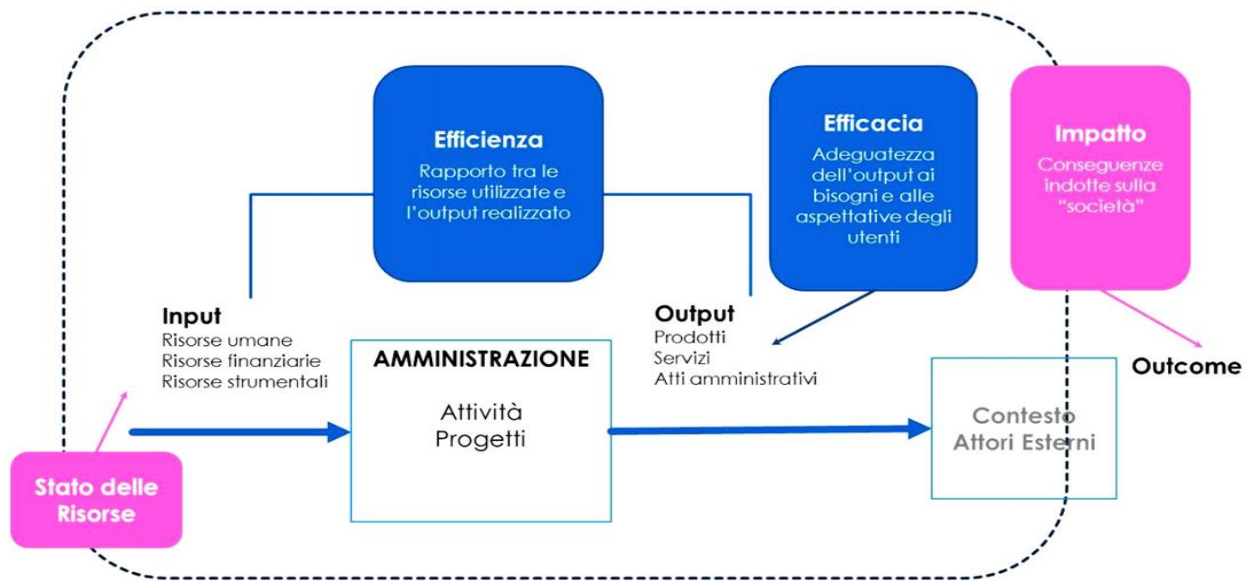 Efficienza
Rapporto tra le
risorse utilizzate e
l'output realizzato
Efficacia
Adeguatezza
dell'output ai
bisogni e alle
aspettative degli
utenti
Impatto
Conseguenze
indotte sulla
"società"
Input
Risorse umane
Risorse finanziarie
Risorse strumentali
AMMINISTRAZIONE
Attività
Progetti
Output
Prodotti
Servizi
Atti amministrativi
Outcome
Contesto
Attori Esterni
Stato delle
Risorse